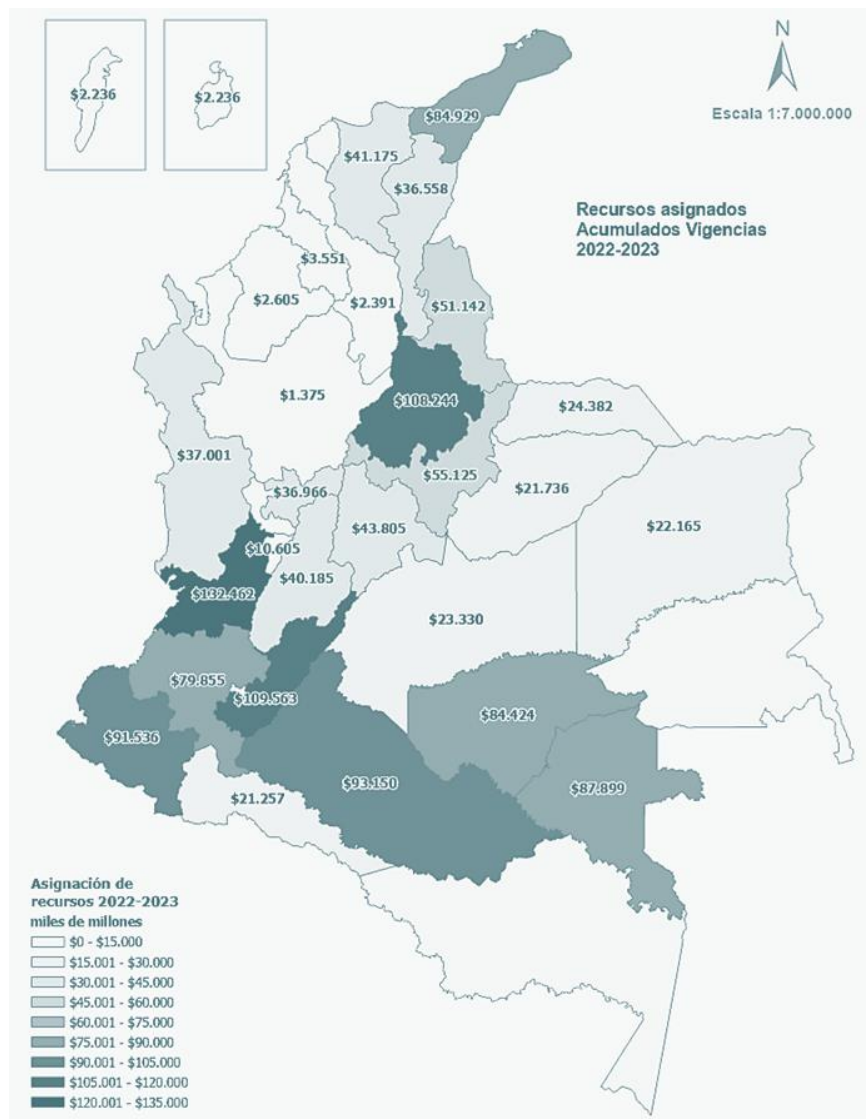 $2.236
$2.236
N
Escala 1:7.000.000
$84.929
$41.175
$36.558
Recursos asignados
Acumulados Vigencias
2022-2023
$3.551
$2.605
$2.391
$51.142
$1.375
$108.244
$24.382
$37.001
$36.966
$55.125
$21.736
$43.805
$22.165
$10.605
$40.185
$132.462
$23.330
$79.855
$109.563
$84.424
$91.536
$93.150
$87.899
$21.257
Asignación de
recursos 2022-2023
miles de millones
$0 - $15.000
$15.001 - $30.000
$30.001 - $45.000
$45.001 - $60.000
$60.001 - $75.000
$75.001 - $90.000
$90.001 - $105.000
$105.001 - $120.000
$120.001 - $135.000